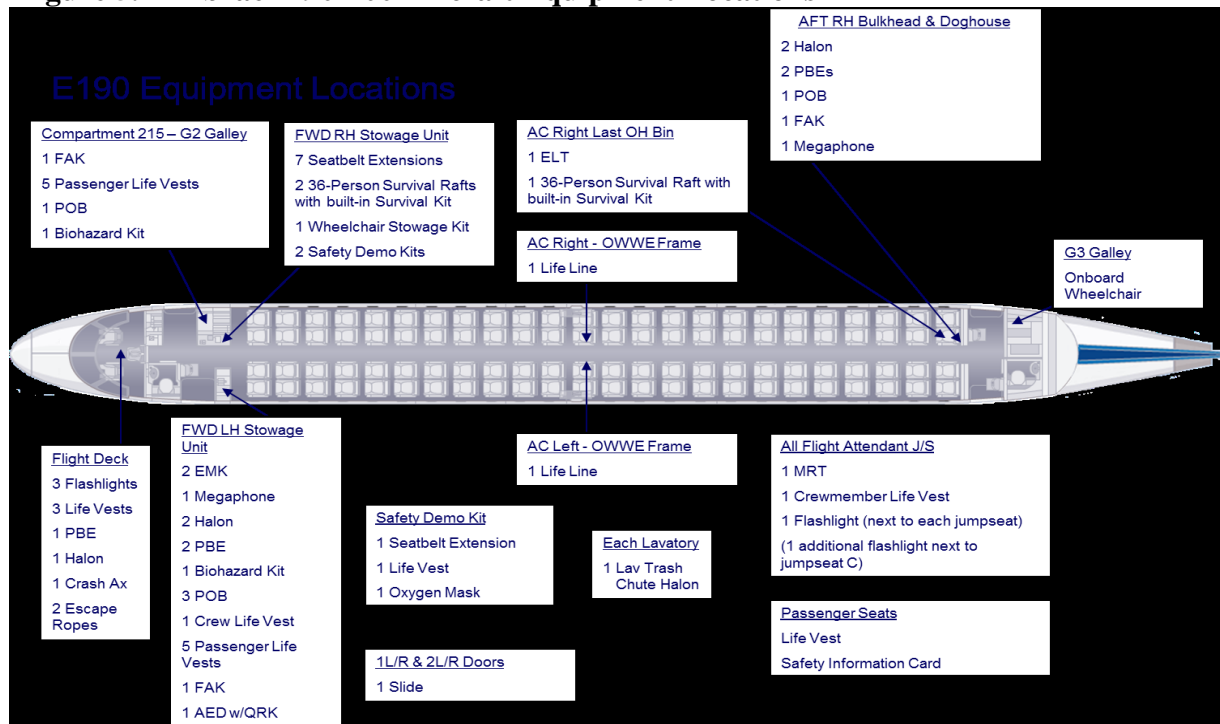 E190 Equipment Locations
Compartment 215 – G2 Galley
1 FAK
5 Passenger Life Vests
1 POB
1 Biohazard Kit
FWD RH Stowage Unit
7 Seatbelt Extensions
2 36-Person Survival Rafts
with built-in Survival Kit
1 Wheelchair Stowage Kit
2 Safety Demo Kits
AC Right Last OH Bin
1 ELT
1 36-Person Survival Raft with
built-in Survival Kit
AC Right - OWWE Frame
1 Life Line
AFT RH Bulkhead & Doghouse
2 Halon
2 PBEs
1 POB
1 FAK
1 Megaphone
G3 Galley
Onboard
Wheelchair
Flight Deck
3 Flashlights
3 Life Vests
1 PBE
1 Halon
1 Crash Ax
2 Escape
Ropes
FWD LH Stowage
Unit
2 EMK
1 Megaphone
2 Halon
2 PBE
1 Biohazard Kit
3 POB
1 Crew Life Vest
5 Passenger Life
Vests
1 FAK
1 AED w/QRK
Safety Demo Kit
1 Seatbelt Extension
1 Life Vest
1 Oxygen Mask
1L/R & 2L/R Doors
1 Slide
AC Left - OWWE Frame
1 Life Line
Each Lavatory
1 Lav Trash
Chute Halon
All Flight Attendant J/S
1 MRT
1 Crewmember Life Vest
1 Flashlight (next to each jumpseat)
(1 additional flashlight next to
jumpseat C)
Passenger Seats
Life Vest
Safety Information Card